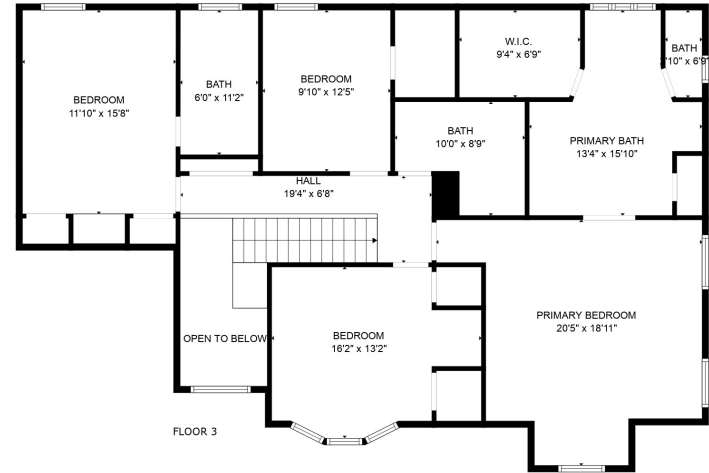 W.I.C.
9'4" x 6'9"
BATH
BEDROOM
11'10" x 15'8"
BATH
6'0" x 11'2"
BEDROOM
9'10" x 12'5"
BATH
10'0" x 8'9"
PRIMARY BATH
13'4" x 15'10"
HALL
19'4" x 6'8"
PRIMARY BEDROOM
20'5" x 18'11"
OPEN TO BELOW
BEDROOM
16'2" x 13'2"
FLOOR 3